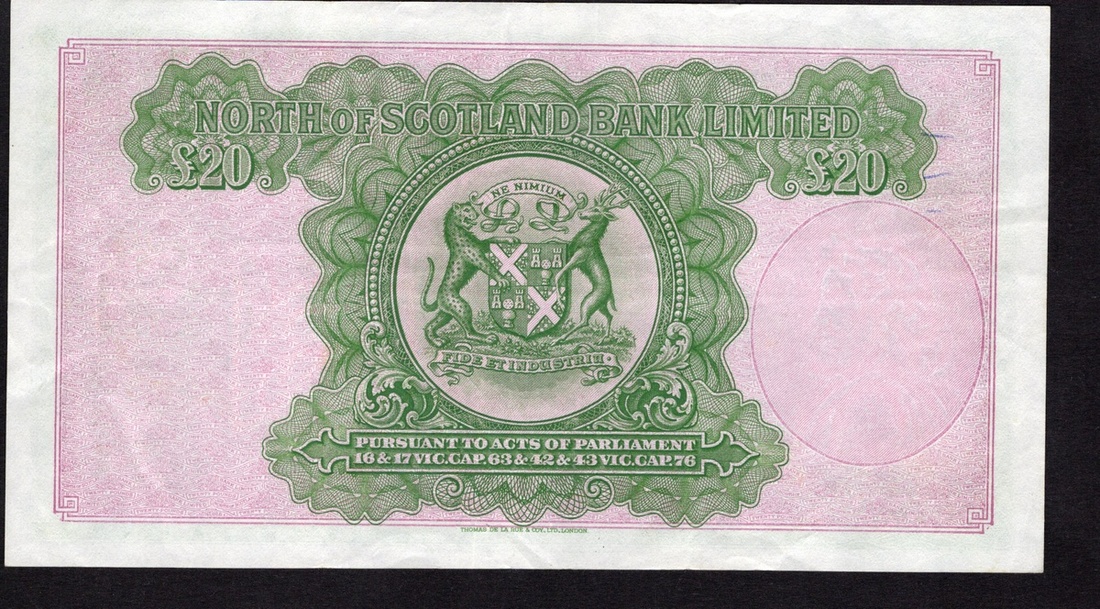 NORTH OF SCOTLAND BANK LIMITED
£20 £20
NE NIMIUM
FIDE ET INDUSTRIA
PURSUANT TO ACTS OF PARLIAMENT
16 & 17 VIC. CAP. 63 & 42 & 43 VIC. CAP. 76
THOMAS DE LA RUE & COY., LTD., LONDON.